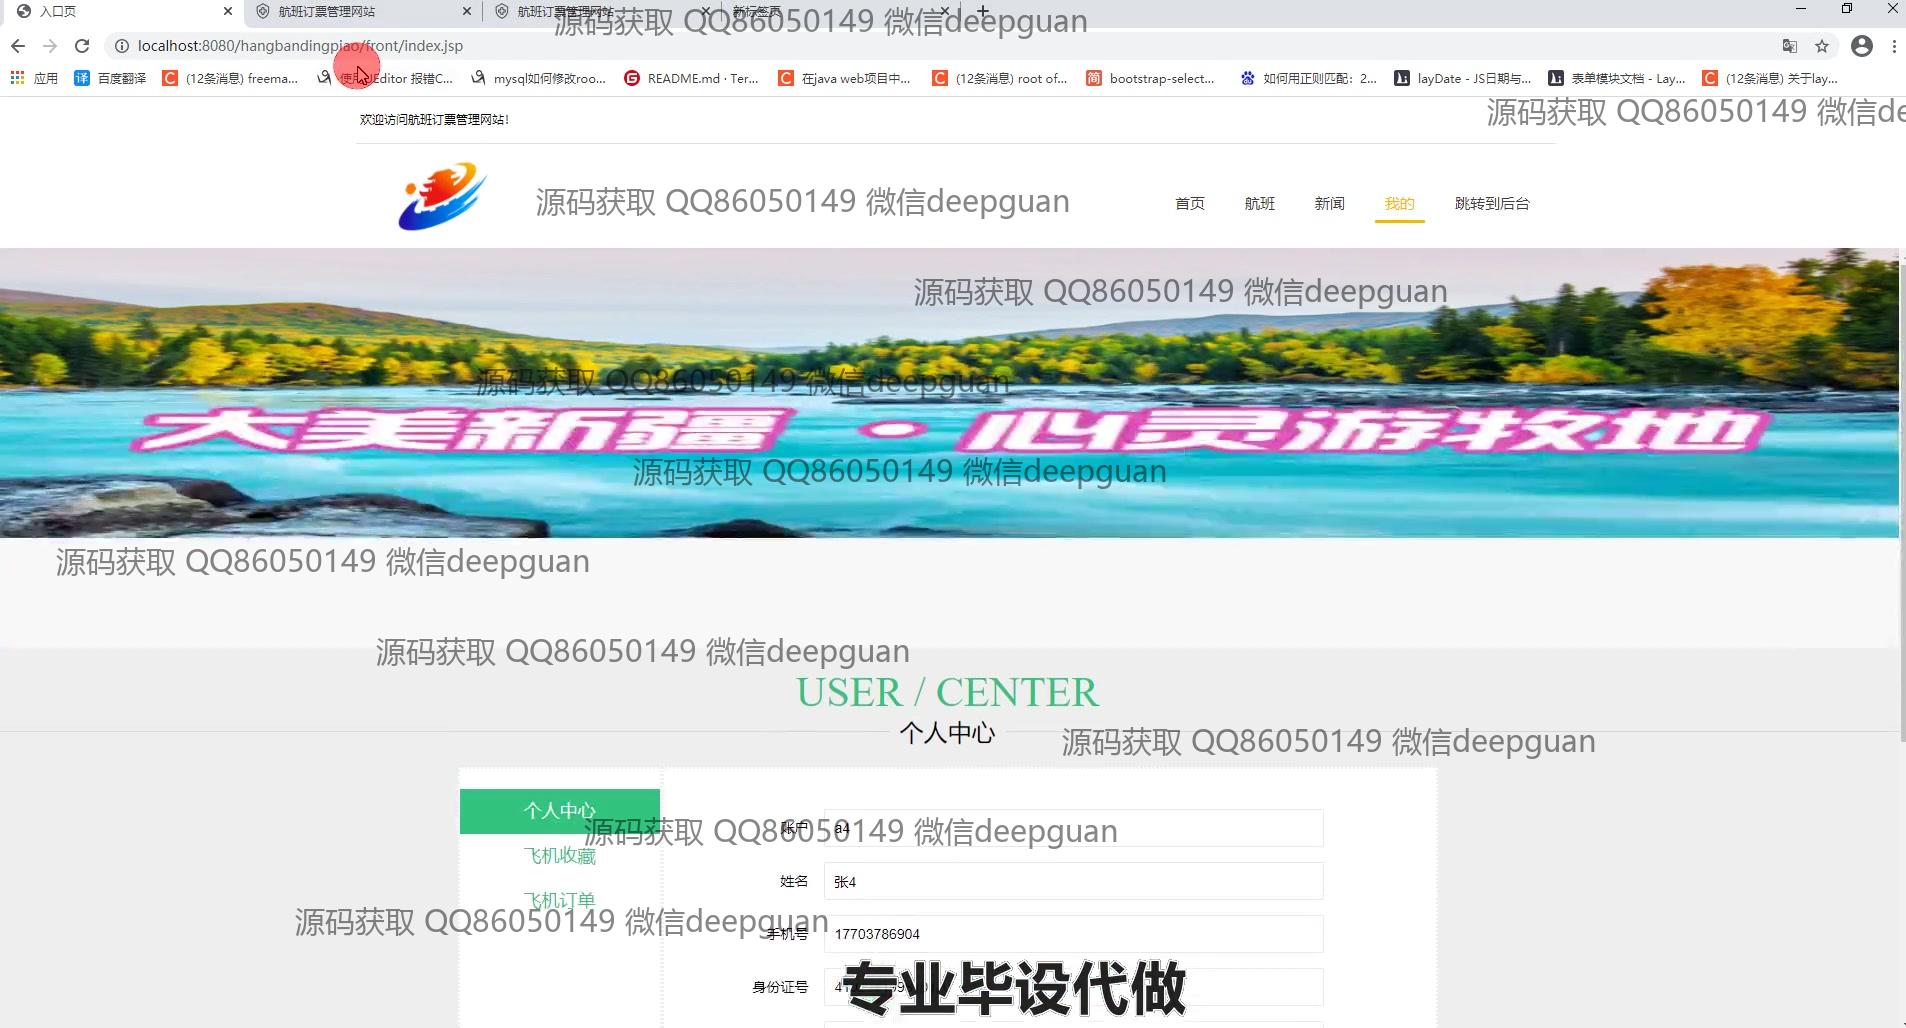 入口页
航班订票管理网站
航班订票管理网站
新标签页
源码获取 QQ86050149 微信deepguan
localhost:8080/hangbandingpiao/front/index.jsp
应用
百度翻译
(12条消息) freema...
Editor 报错C...
mysql如何修改roo...
README.md · Ter...
在java web项目中...
(12条消息) root of...
bootstrap-select...
如何用正则匹配：2...
layDate - JS日期与...
表单模块文档 - Lay...
(12条消息) 关于lay...
源码获取 QQ86050149 微信de
欢迎访问航班订票管理网站！
源码获取 QQ86050149 微信deepguan
首页
航班
新闻
我的
跳转到后台
源码获取 QQ86050149 微信deepguan
源码获取 QQ86050149 微信deepguan
大美新疆 · 心灵游牧地
源码获取 QQ86050149 微信deepguan
源码获取 QQ86050149 微信deepguan
源码获取 QQ86050149 微信deepguan
USER / CENTER
个人中心
源码获取 QQ86050149 微信deepguan
个人中心
飞机收藏
飞机订单
源码获取 QQ86050149 微信deepguan
账户
a4
姓名
张4
源码获取 QQ86050149 微信deepguan
手机号
17703786904
身份证号
专业毕设代做